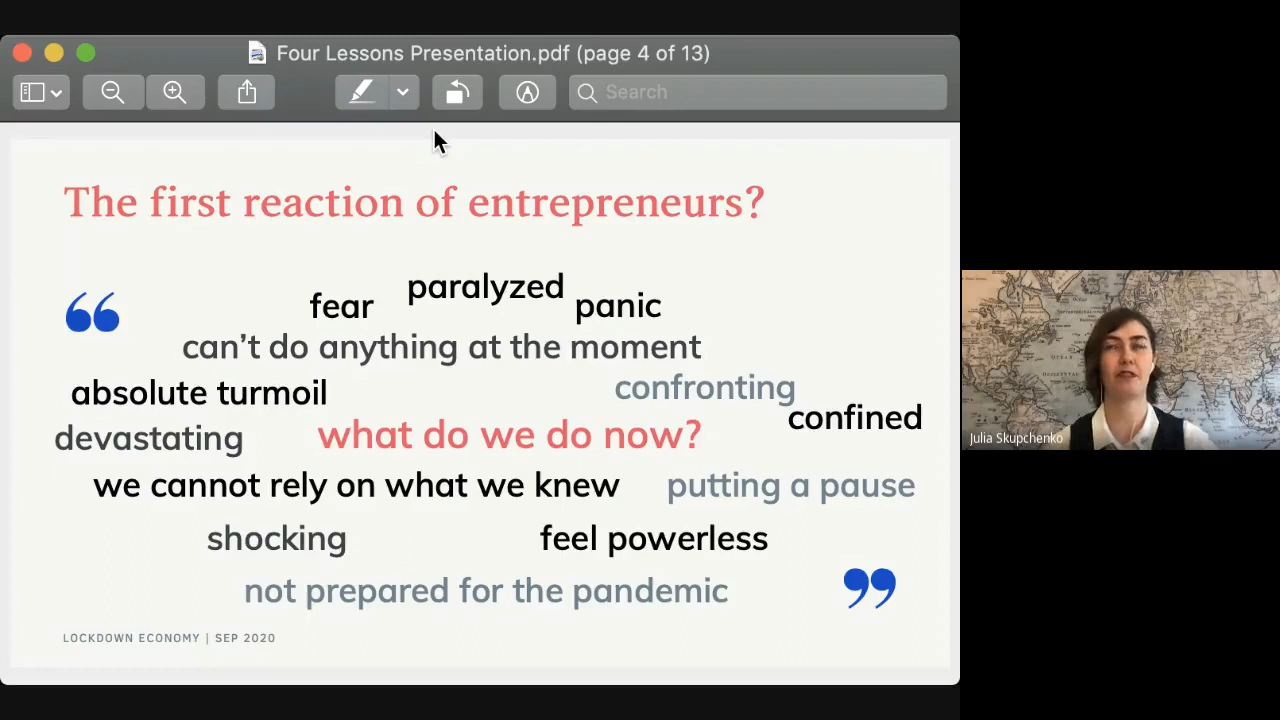 Four Lessons Presentation.pdf (page 4 of 13)
Search
The first reaction of entrepreneurs?
“
fear paralyzed panic
can’t do anything at the moment
absolute turmoil confronting
confined
devastating what do we do now?
we cannot rely on what we knew putting a pause
shocking feel powerless
not prepared for the pandemic
”
LOCKDOWN ECONOMY | SEP 2020
Julia Skupchenko